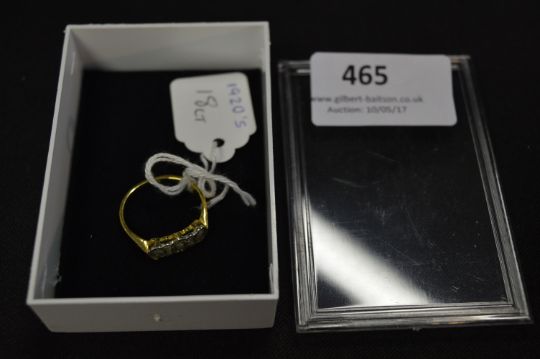 1920'S
18CT
465
www.gilbert-baitson.co.uk
Auction: 10/05/17